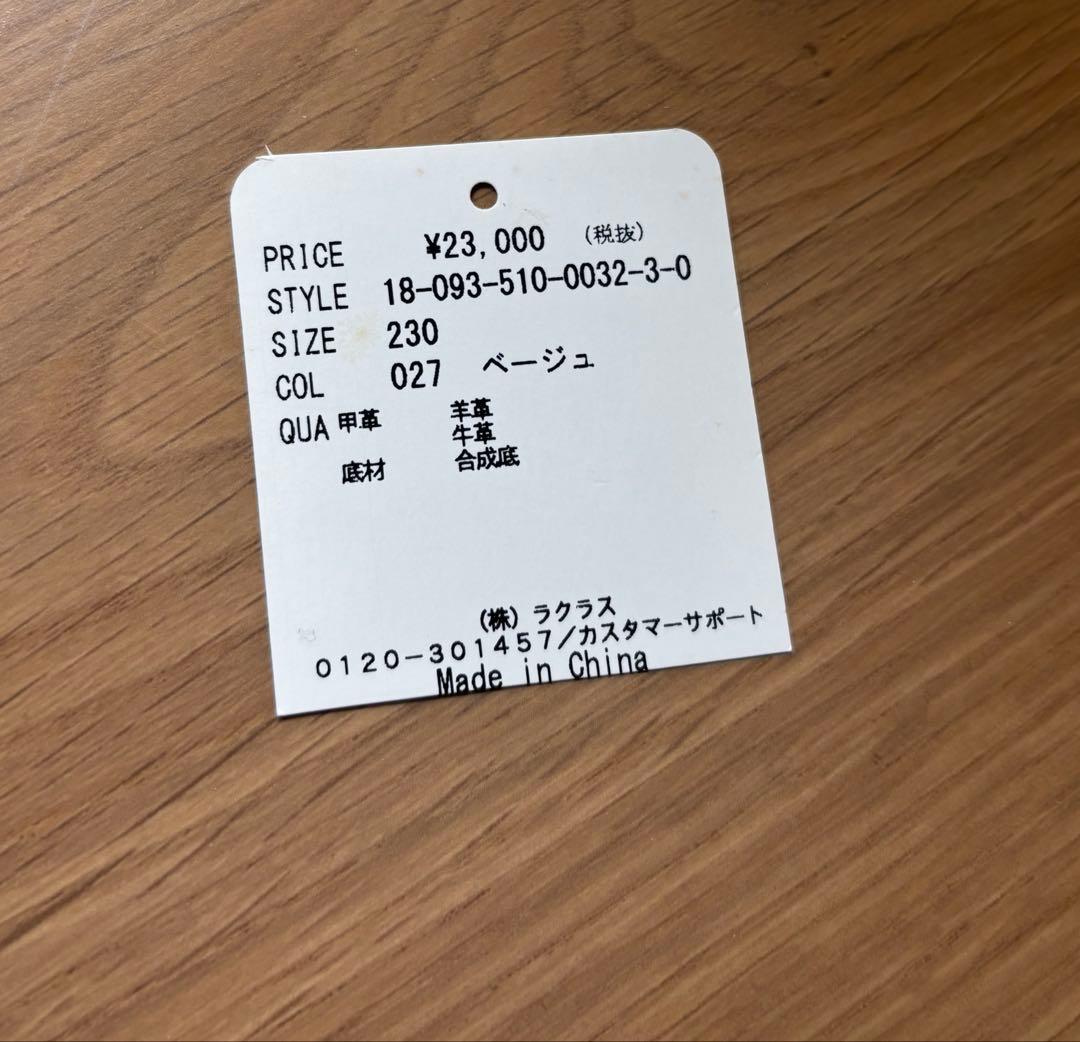 PRICE ¥23,000 (税抜)
STYLE 18-093-510-0032-3-0
SIZE 230
COL 027 ベージュ
QUA 甲革 羊革
牛革
底材 合成底
(株) ラクラス
0120-301457/カスタマーサポート
Made in China